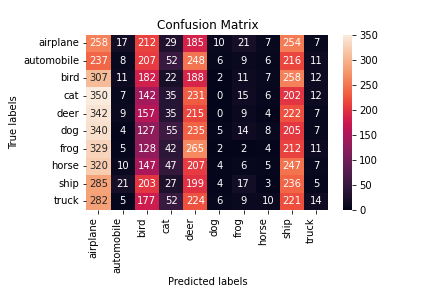 Confusion Matrix
airplane 258 17 212 29 185 10 21 7 254 7
automobile 237 8 207 52 248 6 9 6 216 11
bird 307 11 182 22 188 2 11 7 258 12
cat 350 7 142 35 231 0 15 6 202 12
deer 342 9 157 35 215 0 9 4 222 7
dog 340 4 127 55 235 5 14 8 205 7
frog 329 5 128 42 265 2 2 4 212 11
horse 320 10 147 47 207 4 6 5 247 7
ship 285 21 203 27 199 4 17 3 236 5
truck 282 5 177 52 224 6 9 10 221 14
airplane automobile bird cat deer dog frog horse ship truck
Predicted labels
True labels
350
300
250
200
150
100
50
0